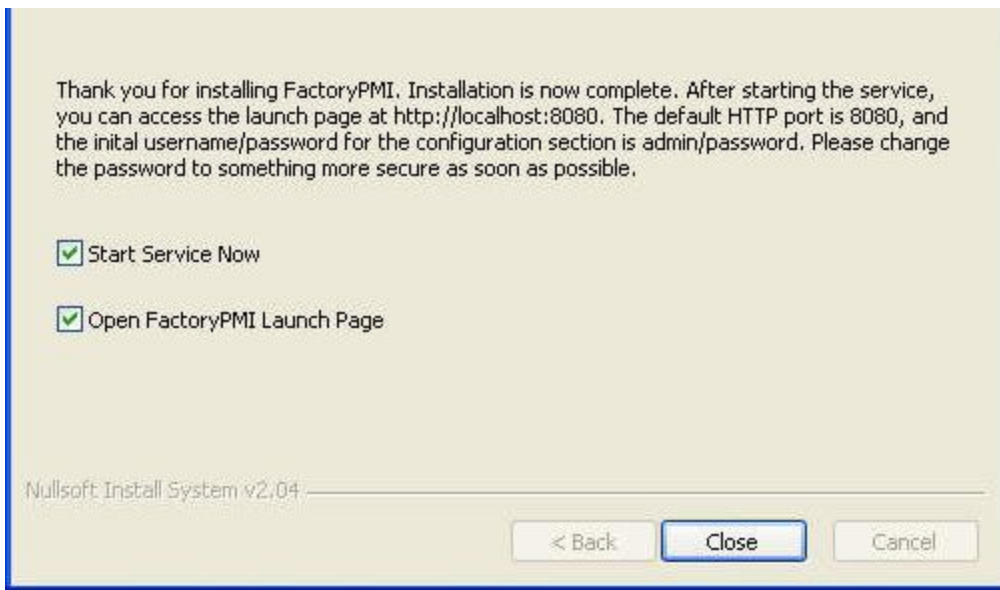 Thank you for installing FactoryPMI. Installation is now complete. After starting the service,
you can access the launch page at http://localhost:8080. The default HTTP port is 8080, and
the inital username/password for the configuration section is admin/password. Please change
the password to something more secure as soon as possible.
Start Service Now
Open FactoryPMI Launch Page
Nullsoft Install System v2.04
< Back Close Cancel